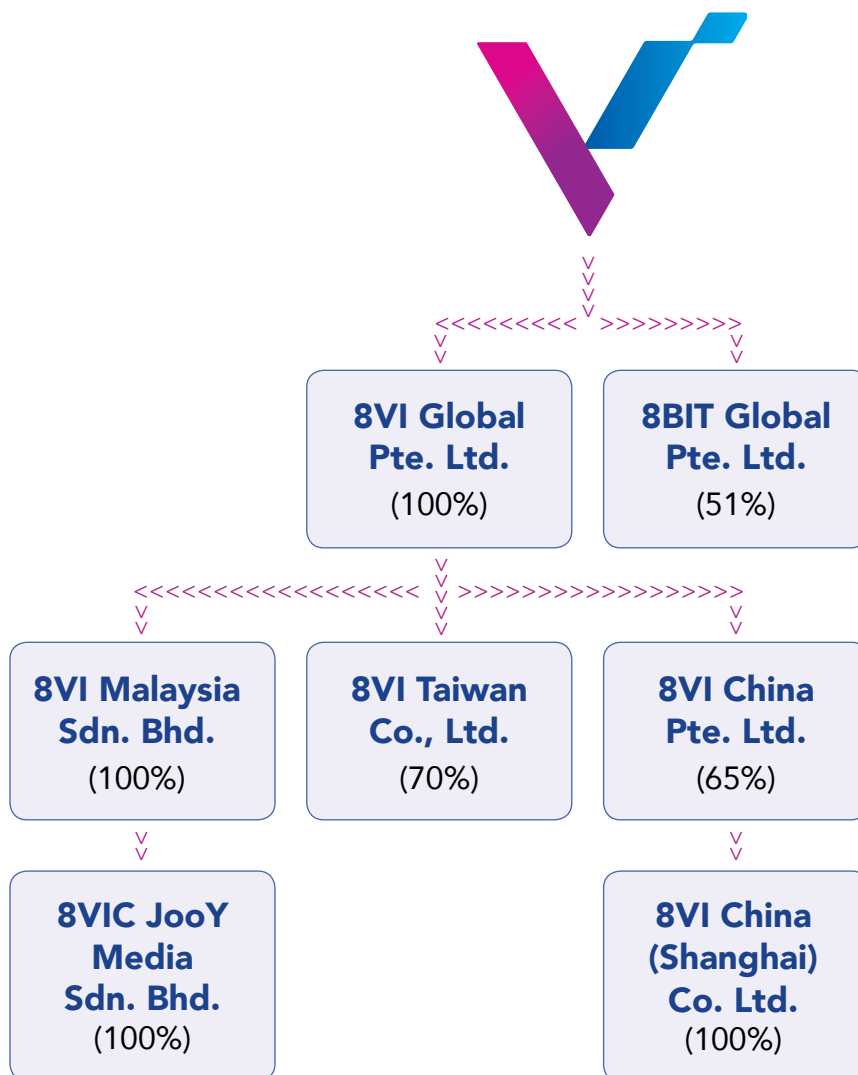 8VI Global
Pte. Ltd.
(100%)
8BIT Global
Pte. Ltd.
(51%)
8VI Malaysia
Sdn. Bhd.
(100%)
8VI Taiwan
Co., Ltd.
(70%)
8VI China
Pte. Ltd.
(65%)
8VIC JooY
Media
Sdn. Bhd.
(100%)
8VI China
(Shanghai)
Co. Ltd.
(100%)